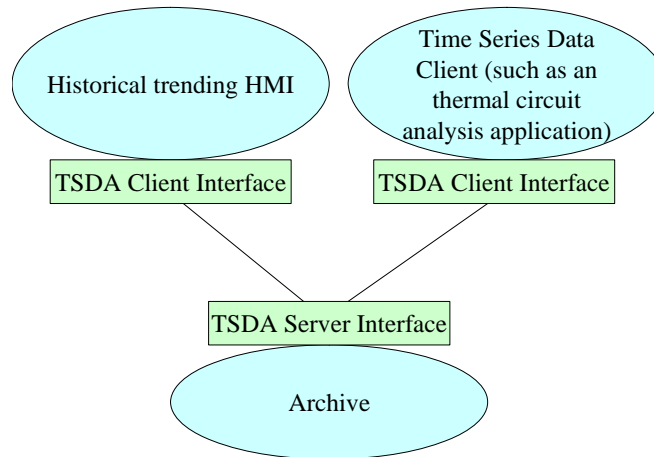 Historical trending HMI
Time Series Data
Client (such as an
thermal circuit
analysis application)
TSDA Client Interface
TSDA Client Interface
TSDA Server Interface
Archive